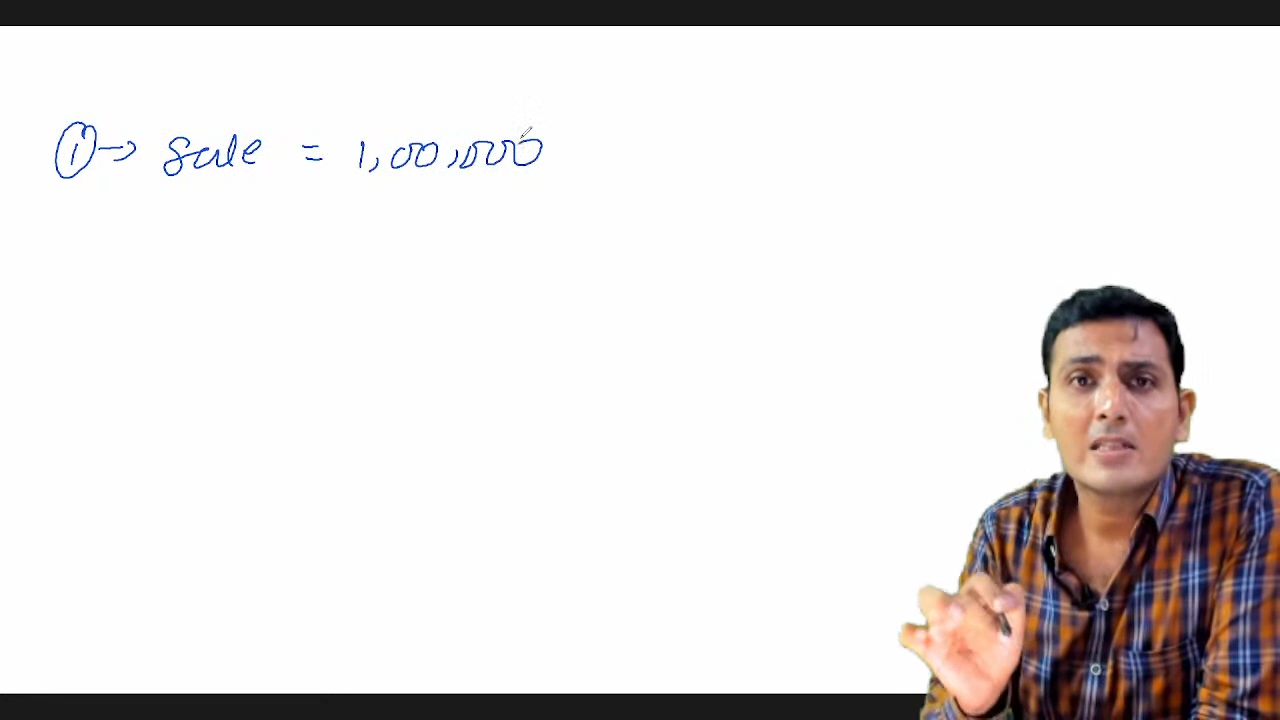 ① → sale = 1,00,000